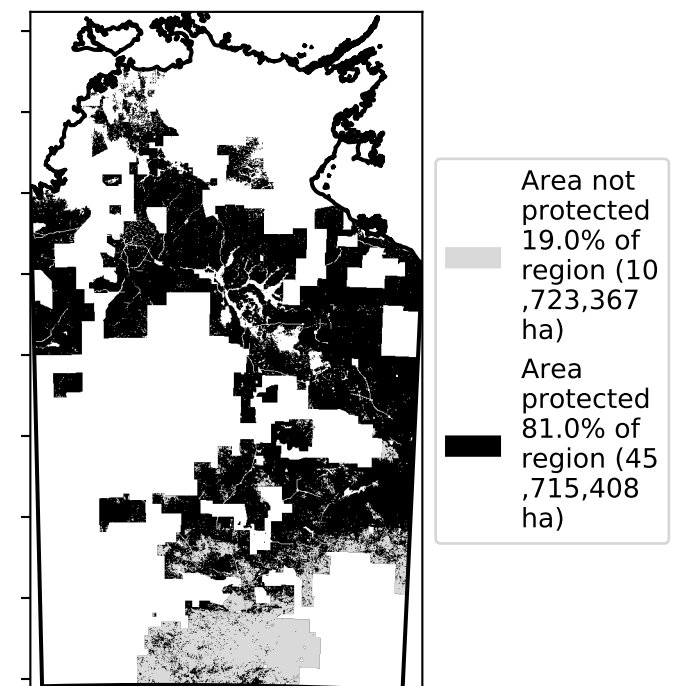 Area not
protected
19.0% of
region (10
,723,367
ha)
Area
protected
81.0% of
region (45
,715,408
ha)